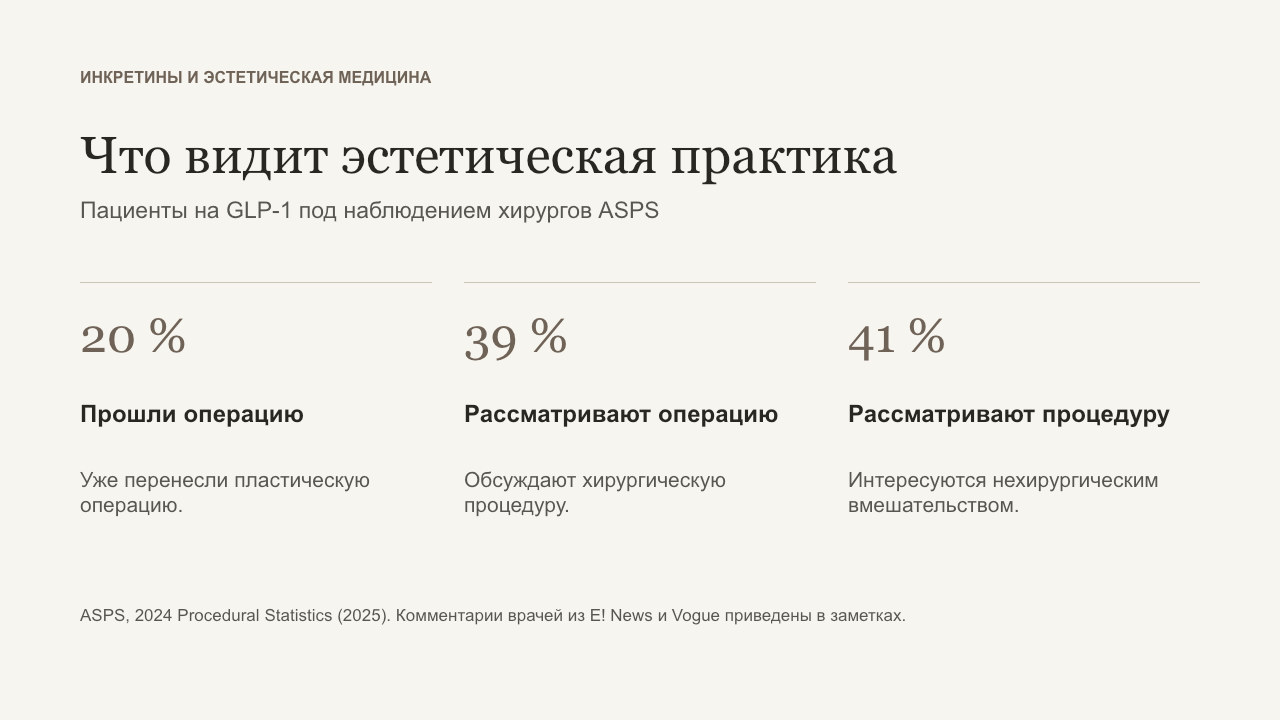 ИНКРЕТИНЫ И ЭСТЕТИЧЕСКАЯ МЕДИЦИНА
Что видит эстетическая практика
Пациенты на GLP-1 под наблюдением хирургов ASPS
20 %
Прошли операцию
Уже перенесли пластическую
операцию.
39 %
Рассматривают операцию
Обсуждают хирургическую
процедуру.
41 %
Рассматривают процедуру
Интересуются нехирургическим
вмешательством.
ASPS, 2024 Procedural Statistics (2025). Комментарии врачей из E! News и Vogue приведены в заметках.